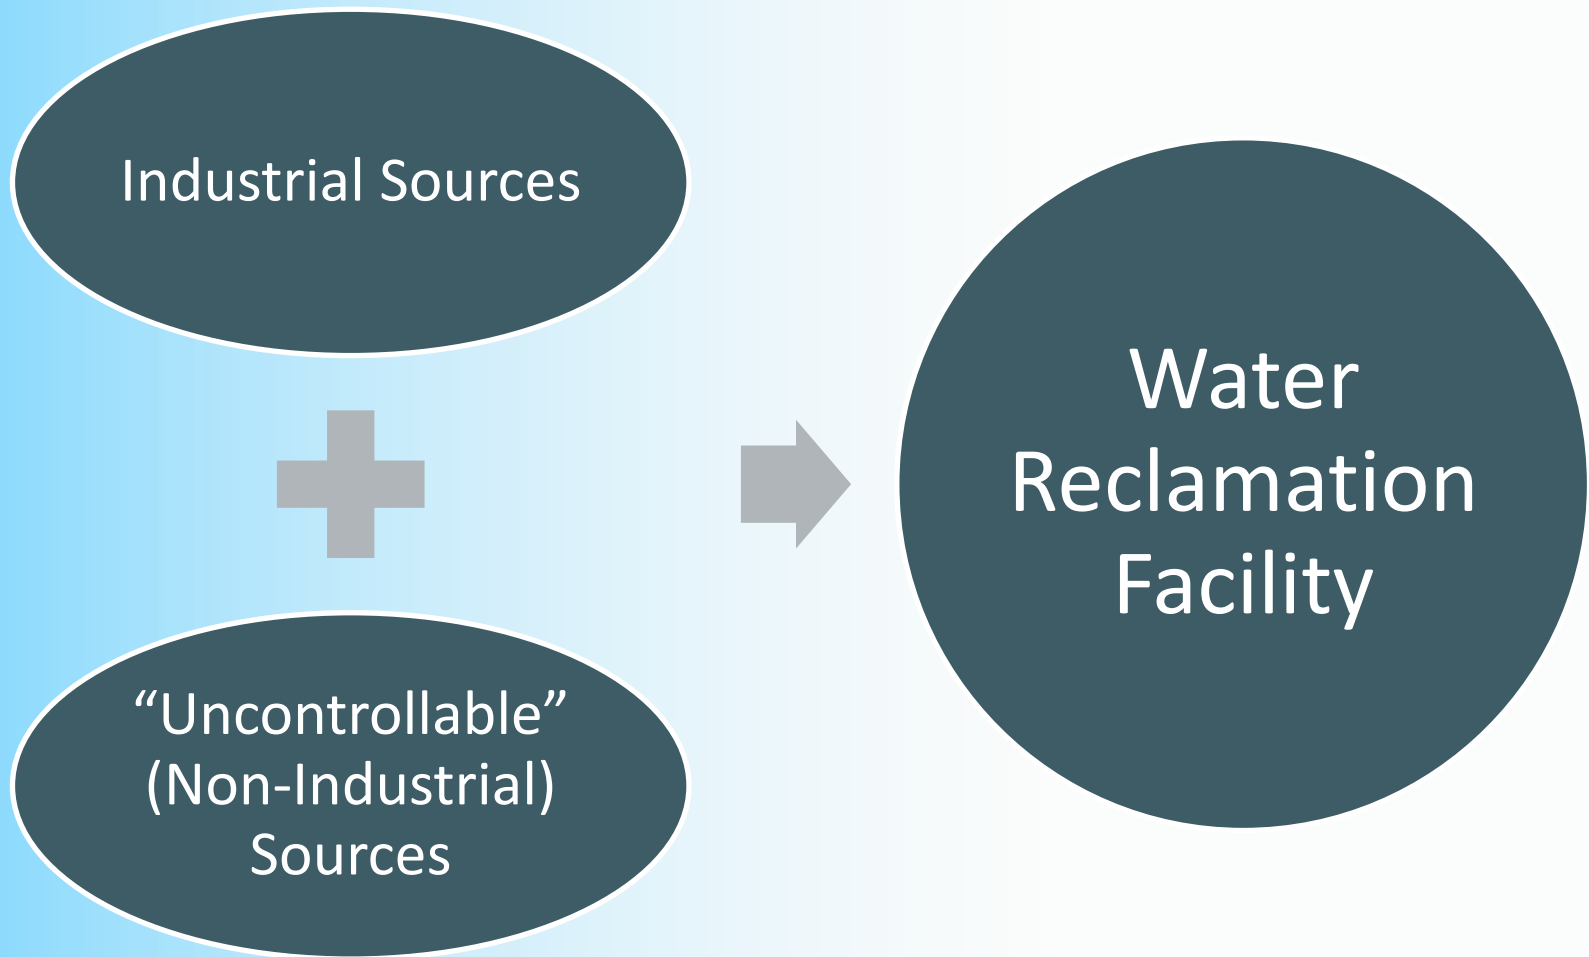 Industrial Sources
“Uncontrollable”
(Non-Industrial)
Sources
Water
Reclamation
Facility